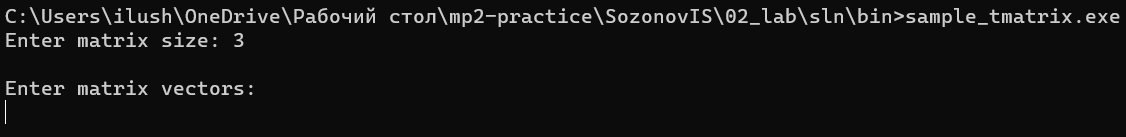 C:\Users\ilush\OneDrive\Рабочий стол\mp2-practice\SozonovIS\02_lab\sln\bin>sample_tmatrix.exe
Enter matrix size: 3
Enter matrix vectors: